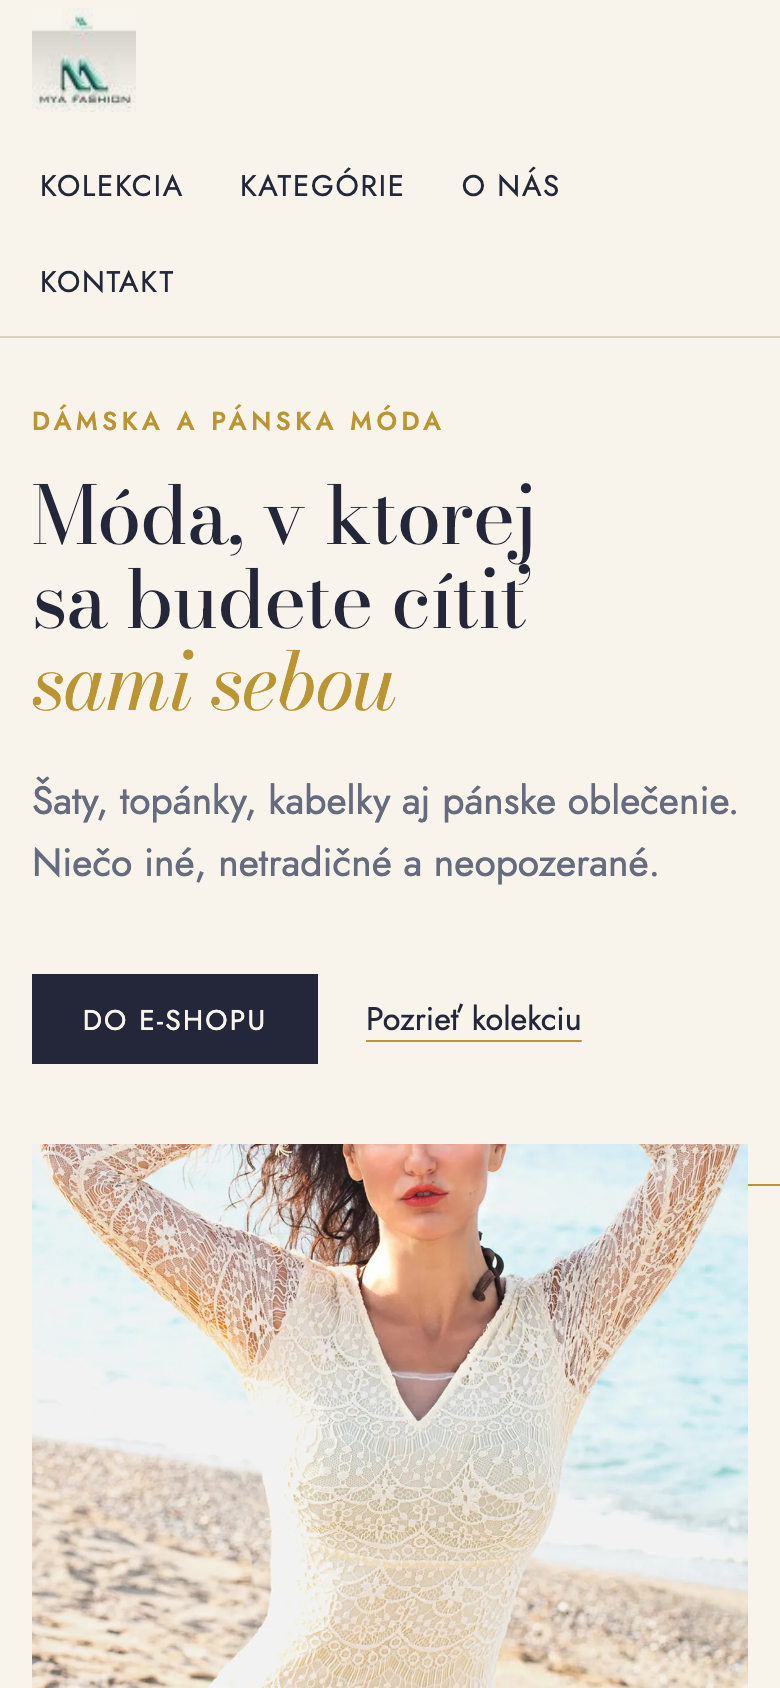 MYA FASHION
KOLEKCIA KATEGÓRIE O NÁS
KONTAKT
DÁMSKA A PÁNSKA MÓDA
Móda, v ktorej
sa budete cítiť
sami sebou
Šaty, topánky, kabelky aj pánske oblečenie.
Niečo iné, netradičné a neopozerané.
DO E-SHOPU Pozrieť kolekciu